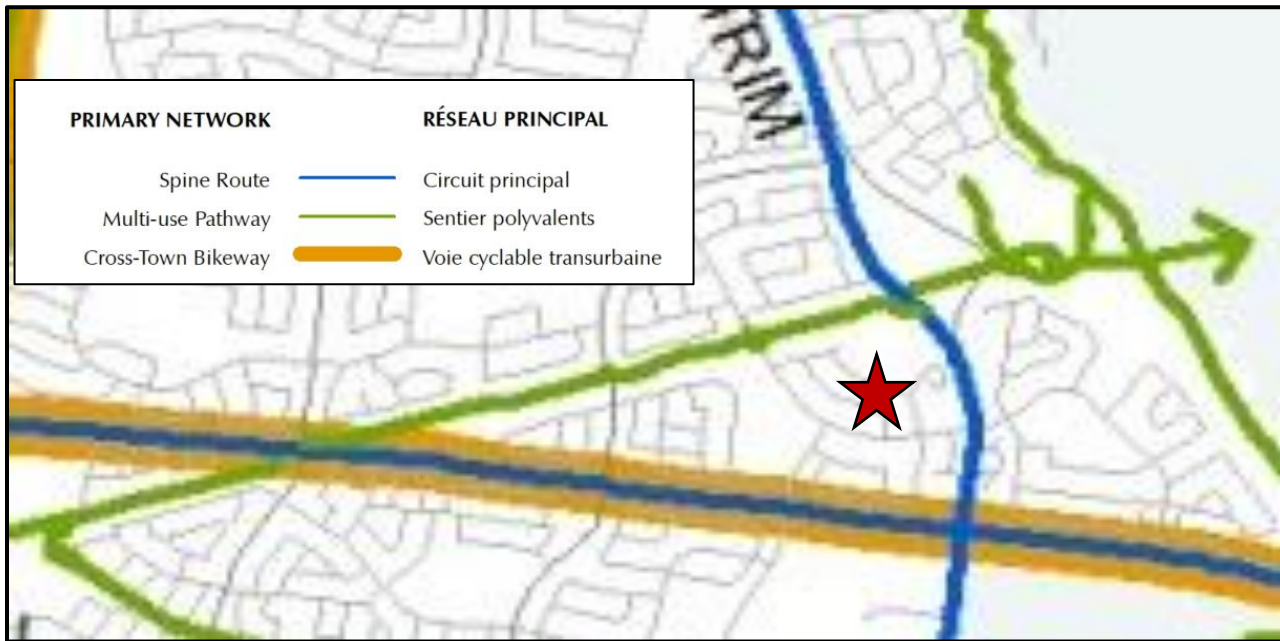 TRIM
PRIMARY NETWORK RÉSEAU PRINCIPAL
Spine Route Circuit principal
Multi-use Pathway Sentier polyvalents
Cross-Town Bikeway Voie cyclable transurbaine